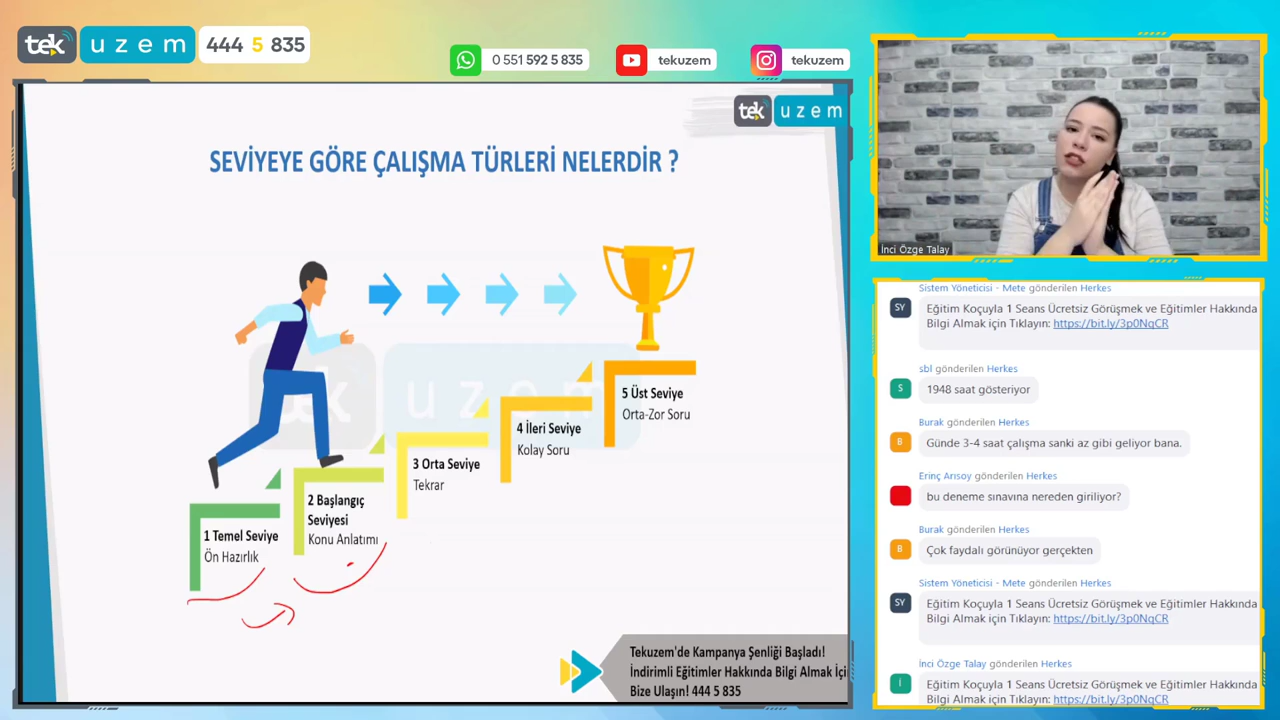 tek uzem 444 5 835
0 551 592 5 835
tekuzem
tekuzem
tek uzem
SEVİYEYE GÖRE ÇALIŞMA TÜRLERİ NELERDİR ?
5 Üst Seviye
Orta-Zor Soru
4 İleri Seviye
Kolay Soru
3 Orta Seviye
Tekrar
2 Başlangıç
Seviyesi
Konu Anlatımı
1 Temel Seviye
Ön Hazırlık
tek uzem
Tekuzem'de Kampanya Şenliği Başladı!
İndirimli Eğitimler Hakkında Bilgi Almak İçi
Bize Ulaşın! 444 5 835
İnci Özge Talay
Sistem Yöneticisi - Mete gönderilen Herkes
SY
Eğitim Koçuyla 1 Seans Ücretsiz Görüşmek ve Eğitimler Hakkında
Bilgi Almak için Tıklayın: https://bit.ly/3p0NqCR
sbl gönderilen Herkes
S
1948 saat gösteriyor
Burak gönderilen Herkes
B
Günde 3-4 saat çalışma sanki az gibi geliyor bana.
Erinç Arısoy gönderilen Herkes
bu deneme sınavına nereden giriliyor?
Burak gönderilen Herkes
B
Çok faydalı görünüyor gerçekten
Sistem Yöneticisi - Mete gönderilen Herkes
SY
Eğitim Koçuyla 1 Seans Ücretsiz Görüşmek ve Eğitimler Hakkında
Bilgi Almak için Tıklayın: https://bit.ly/3p0NqCR
İnci Özge Talay gönderilen Herkes
İ
Eğitim Koçuyla 1 Seans Ücretsiz Görüşmek ve Eğitimler Hakkında
Bilgi Almak için Tıklayın: https://bit.ly/3p0NqCR